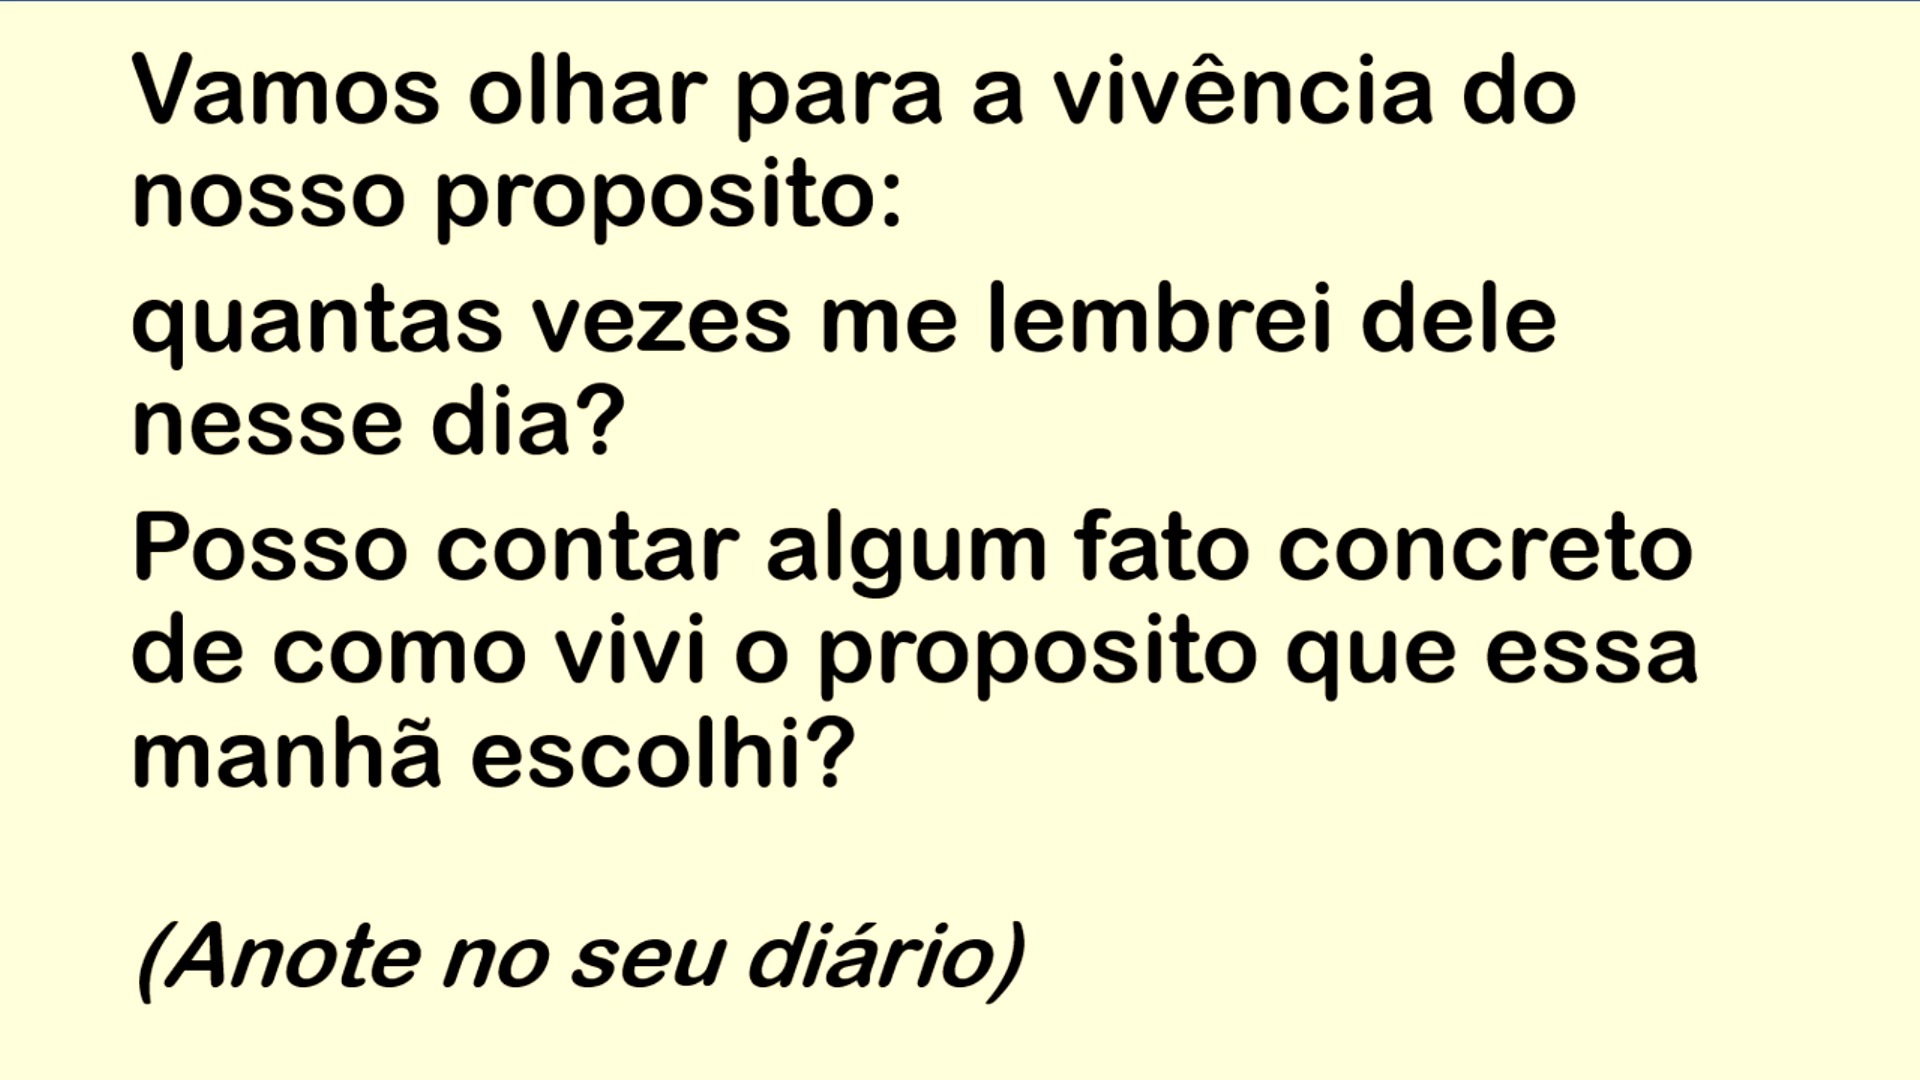 Vamos olhar para a vivência do
nosso proposito:
quantas vezes me lembrei dele
nesse dia?
Posso contar algum fato concreto
de como vivi o proposito que essa
manhã escolhi?
(Anote no seu diário)